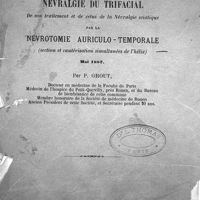 NÉVRALGIE DU TRIFACIAL
De son traitement et de celui de la Névralgie sciatique
PAR LA
NÉVROTOMIE AURICULO-TEMPORALE
(section et cautérisation simultanées de l'hélix)
Mai 1887.
Par P. GROUT,
Docteur en médecine de la Faculté de Paris
Médecin de l'hospice du Petit-Quevilly, près Rouen, et du Bureau
de bienfaisance de cette commune
Membre honoraire de la Société de médecine de Rouen
Ancien Président de cette Société, et Secrétaire pendant 10 ans